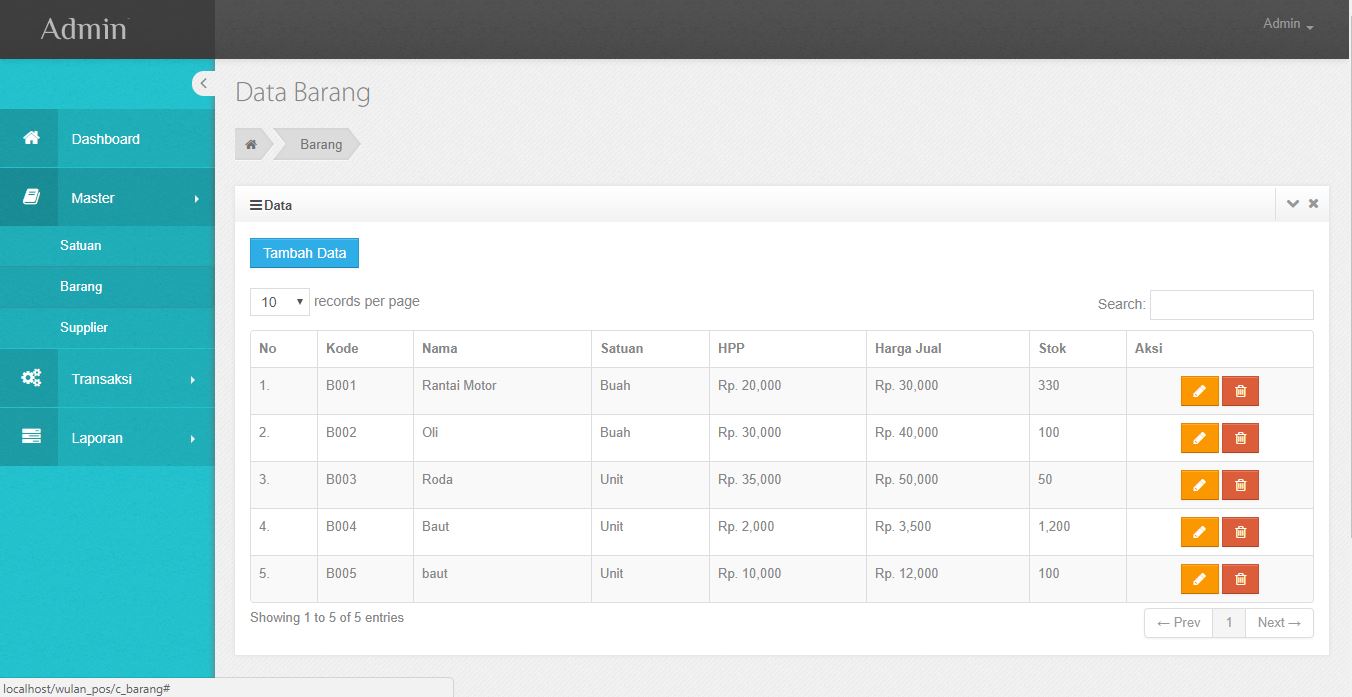 Admin
Admin
Dashboard
Master
Satuan
Barang
Supplier
Transaksi
Laporan
Data Barang
Barang
Data
Tambah Data
10 records per page
Search:
No Kode Nama Satuan HPP Harga Jual Stok Aksi
1. B001 Rantai Motor Buah Rp. 20,000 Rp. 30,000 330
2. B002 Oli Buah Rp. 30,000 Rp. 40,000 100
3. B003 Roda Unit Rp. 35,000 Rp. 50,000 50
4. B004 Baut Unit Rp. 2,000 Rp. 3,500 1,200
5. B005 baut Unit Rp. 10,000 Rp. 12,000 100
Showing 1 to 5 of 5 entries
← Prev 1 Next →
localhost/wulan_pos/c_barang#